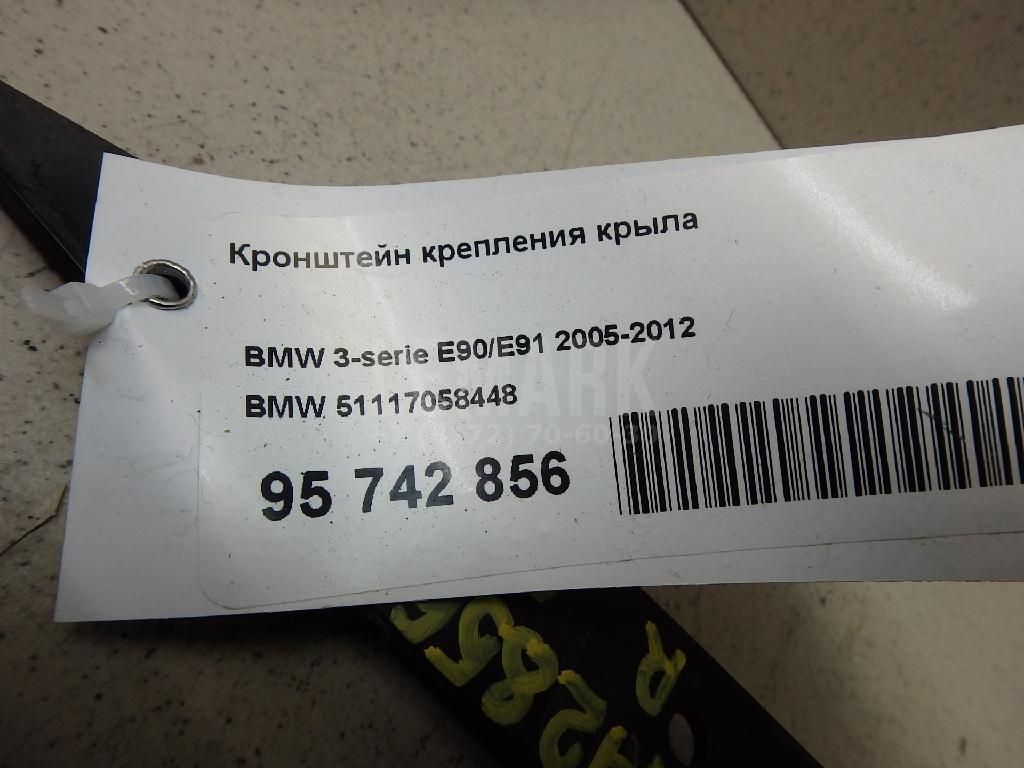 Кронштейн крепления крыла
BMW 3-serie E90/E91 2005-2012
BMW 51117058448
95 742 856
R